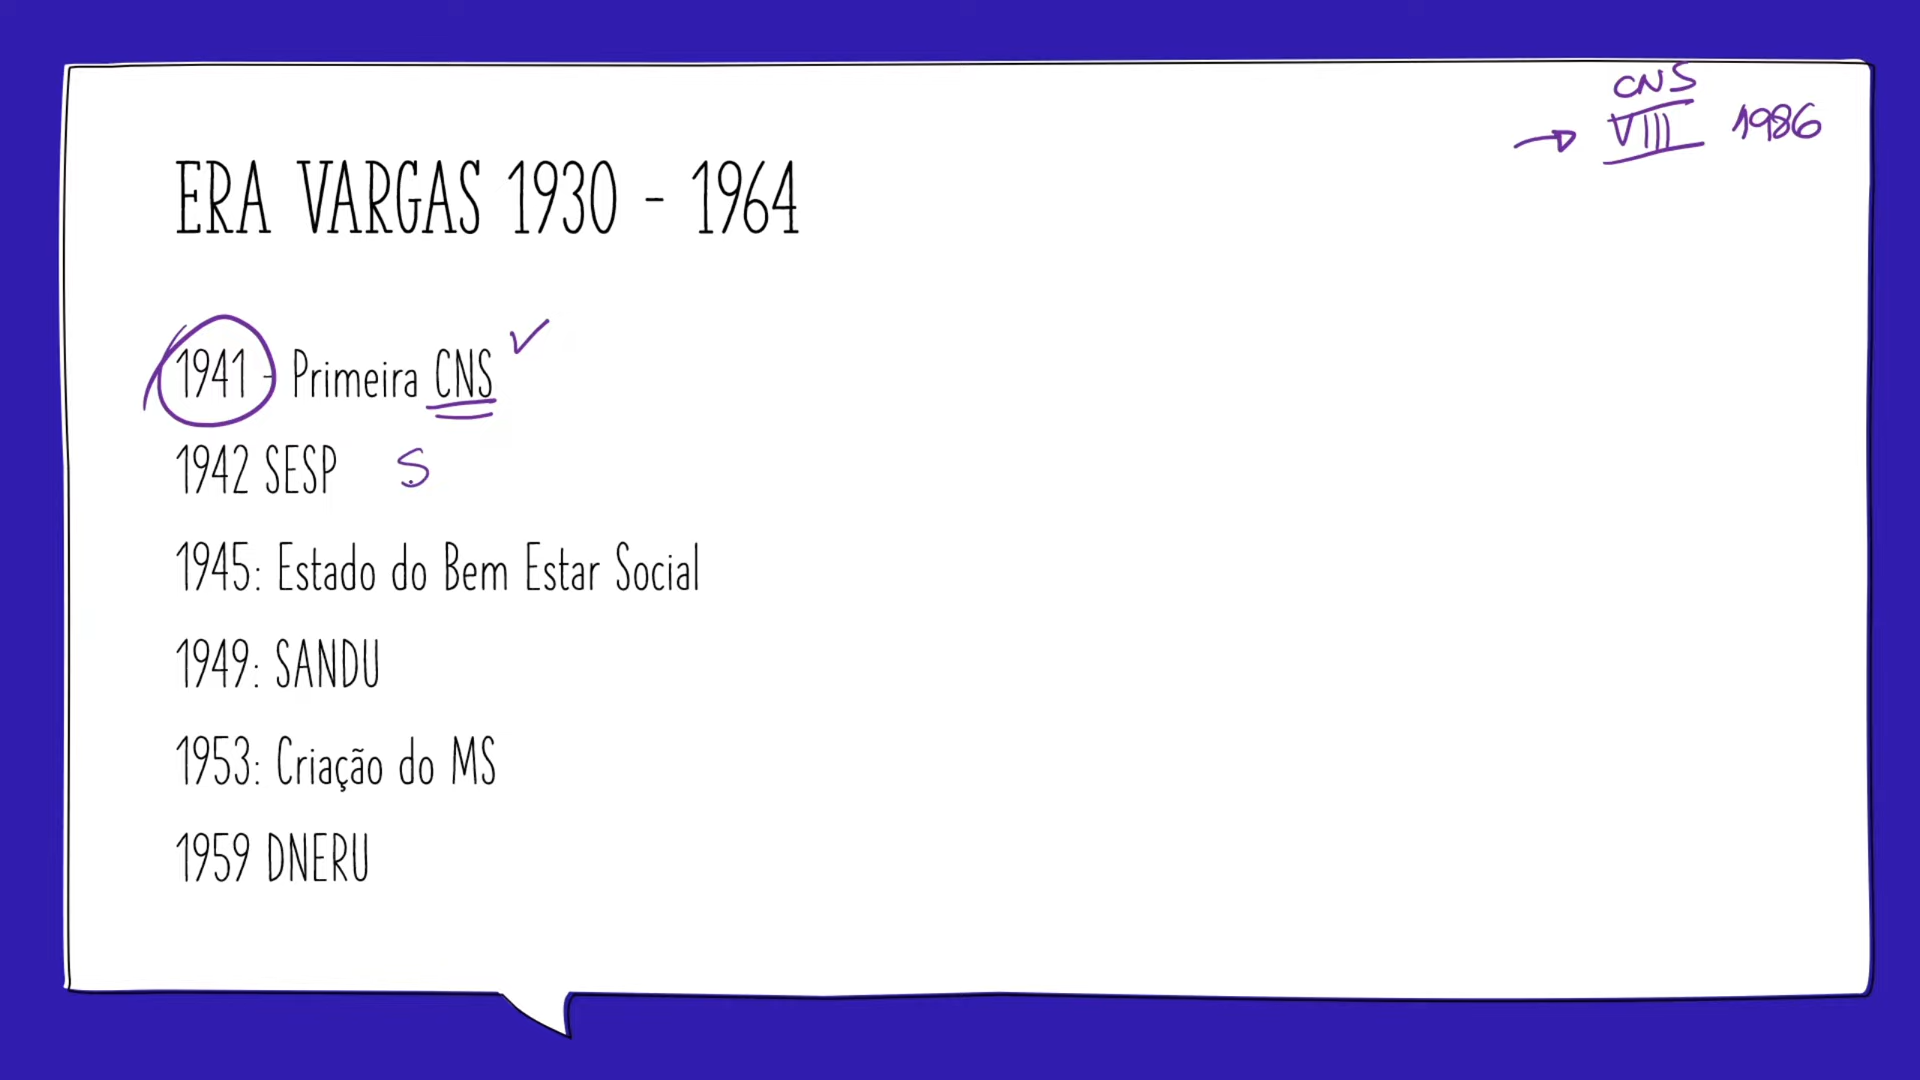 CNS
VIII 1986
ERA VARGAS 1930 - 1964
1941 - Primeira CNS
1942 SESP S
1945: Estado do Bem Estar Social
1949: SANDU
1953: Criação do MS
1959 DNERU